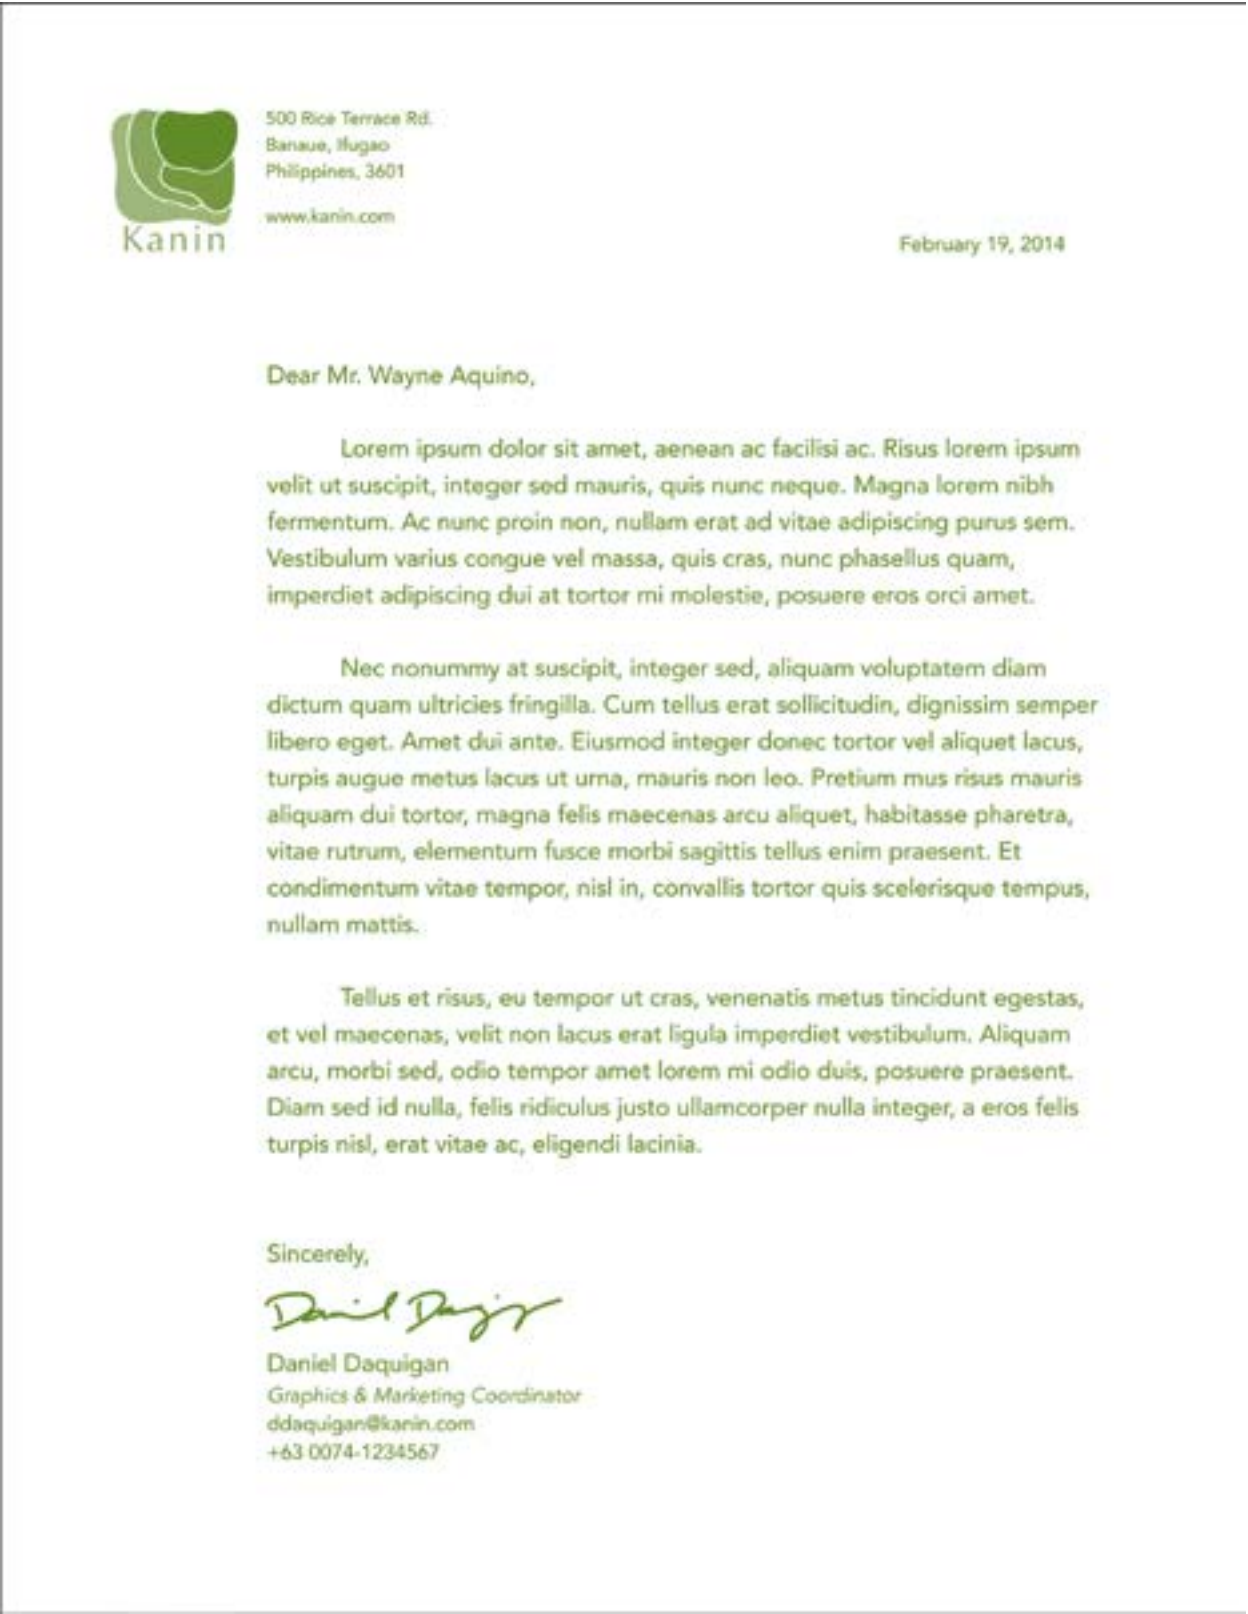 500 Rice Terrace Rd.
Banaue, Ifugao
Philippines, 3601
www.kanin.com
Kanin
February 19, 2014
Dear Mr. Wayne Aquino,
Lorem ipsum dolor sit amet, aenean ac facilisi ac. Risus lorem ipsum
velit ut suscipit, integer sed mauris, quis nunc neque. Magna lorem nibh
fermentum. Ac nunc proin non, nullam erat ad vitae adipiscing purus sem.
Vestibulum varius congue vel massa, quis cras, nunc phasellus quam,
imperdiet adipiscing dui at tortor mi molestie, posuere eros orci amet.
Nec nonummy at suscipit, integer sed, aliquam voluptatem diam
dictum quam ultricies fringilla. Cum tellus erat sollicitudin, dignissim semper
libero eget. Amet dui ante. Eiusmod integer donec tortor vel aliquet lacus,
turpis augue metus lacus ut urna, mauris non leo. Pretium mus risus mauris
aliquam dui tortor, magna felis maecenas arcu aliquet, habitasse pharetra,
vitae rutrum, elementum fusce morbi sagittis tellus enim praesent. Et
condimentum vitae tempor, nisl in, convallis tortor quis scelerisque tempus,
nullam mattis.
Tellus et risus, eu tempor ut cras, venenatis metus tincidunt egestas,
et vel maecenas, velit non lacus erat ligula imperdiet vestibulum. Aliquam
arcu, morbi sed, odio tempor amet lorem mi odio duis, posuere praesent.
Diam sed id nulla, felis ridiculus justo ullamcorper nulla integer, a eros felis
turpis nisl, erat vitae ac, eligendi lacinia.
Sincerely,
Daniel
Daniel Daquigan
Graphics & Marketing Coordinator
ddaquigan@kanin.com
+63 0074-1234567